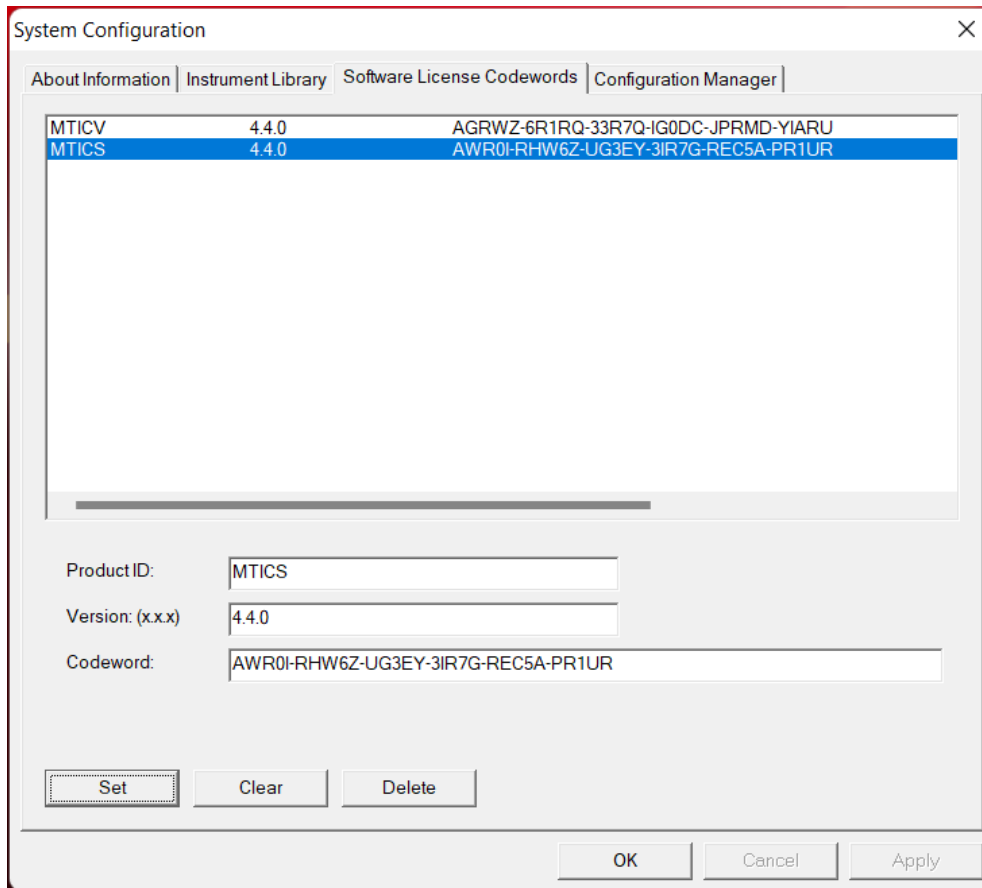 System Configuration
About Information Instrument Library Software License Codewords Configuration Manager
MTICV 4.4.0 AGRWZ-6R1RQ-33R7Q-IG0DC-JPRMD-YIARU
MTICS 4.4.0 AWR0I-RHW6Z-UG3EY-3IR7G-REC5A-PR1UR
Product ID: MTICS
Version: (x.x.x) 4.4.0
Codeword: AWR0I-RHW6Z-UG3EY-3IR7G-REC5A-PR1UR
Set Clear Delete
OK Cancel Apply